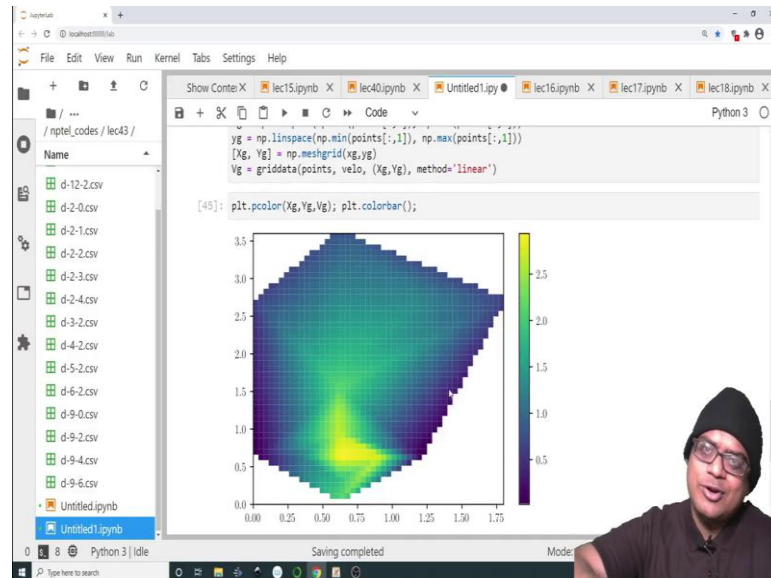 JupyterLab
localhost:8888/lab
File Edit View Run Kernel Tabs Settings Help
Show Conte: X lec15.ipynb X lec40.ipynb X Untitled1.ipy lec16.ipynb X lec17.ipynb X lec18.ipynb X
Code Python 3
/ ···
/ nptel_codes / lec43 /
Name
d-12-2.csv
d-2-0.csv
d-2-1.csv
d-2-2.csv
d-2-3.csv
d-2-4.csv
d-3-2.csv
d-4-2.csv
d-5-2.csv
d-6-2.csv
d-9-0.csv
d-9-2.csv
d-9-4.csv
d-9-6.csv
Untitled.ipynb
Untitled1.ipynb
yg = np.linspace(np.min(points[:,1]), np.max(points[:,1]))
[Xg, Yg] = np.meshgrid(xg,yg)
Vg = griddata(points, velo, (Xg,Yg), method='linear')
[45]: plt.pcolor(Xg,Yg,Vg); plt.colorbar();
3.5
3.0
2.5
2.0
1.5
1.0
0.5
0.0
0.00 0.25 0.50 0.75 1.00 1.25 1.50 1.75
2.5
2.0
1.5
1.0
0.5
0 8 Python 3 | Idle Saving completed Mode:
Type here to search